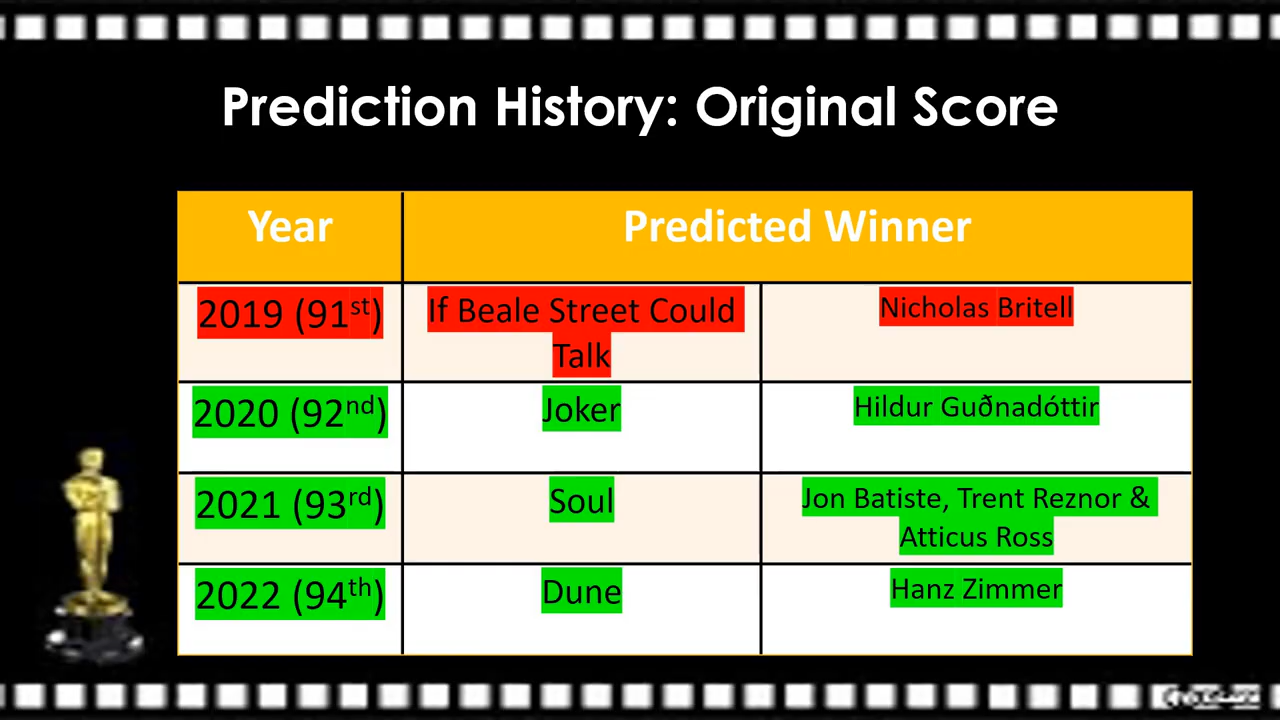 Prediction History: Original Score
Year
Predicted Winner
2019 (91st)
If Beale Street Could
Talk
Nicholas Britell
2020 (92nd)
Joker
Hildur Guðnadóttir
2021 (93rd)
Soul
Jon Batiste, Trent Reznor &
Atticus Ross
2022 (94th)
Dune
Hanz Zimmer